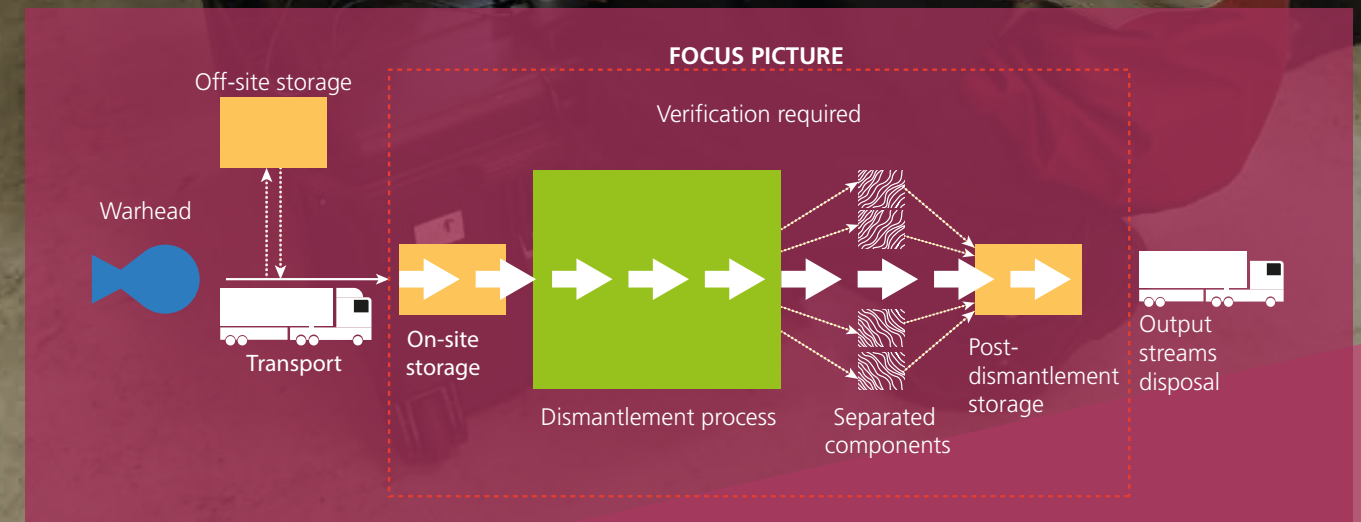 FOCUS PICTURE
Off-site storage
Verification required
Warhead
Transport
On-site
storage
Dismantlement process
Separated
components
Post-
dismantlement
storage
Output
streams
disposal